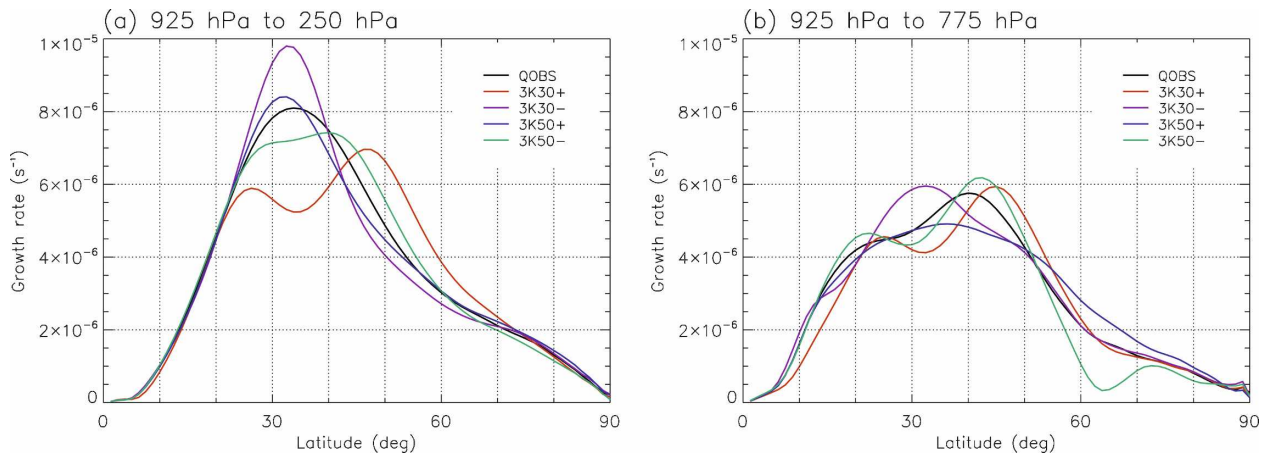 (a) 925 hPa to 250 hPa
1×10⁻⁵
8×10⁻⁶
6×10⁻⁶
4×10⁻⁶
2×10⁻⁶
0
Growth rate (s⁻¹)
QOBS
3K30+
3K30−
3K50+
3K50−
0 30 60 90
Latitude (deg)
(b) 925 hPa to 775 hPa
1×10⁻⁵
8×10⁻⁶
6×10⁻⁶
4×10⁻⁶
2×10⁻⁶
0
Growth rate (s⁻¹)
QOBS
3K30+
3K30−
3K50+
3K50−
0 30 60 90
Latitude (deg)